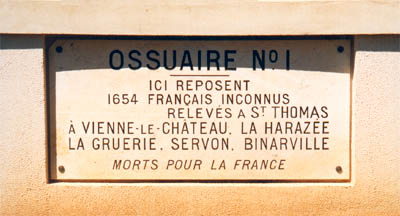 OSSUAIRE No 1
ICI REPOSENT
1654 FRANÇAIS INCONNUS
RELEVÉS A ST THOMAS
À VIENNE-LE-CHÂTEAU, LA HARAZÉE
LA GRUERIE, SERVON, BINARVILLE
MORTS POUR LA FRANCE